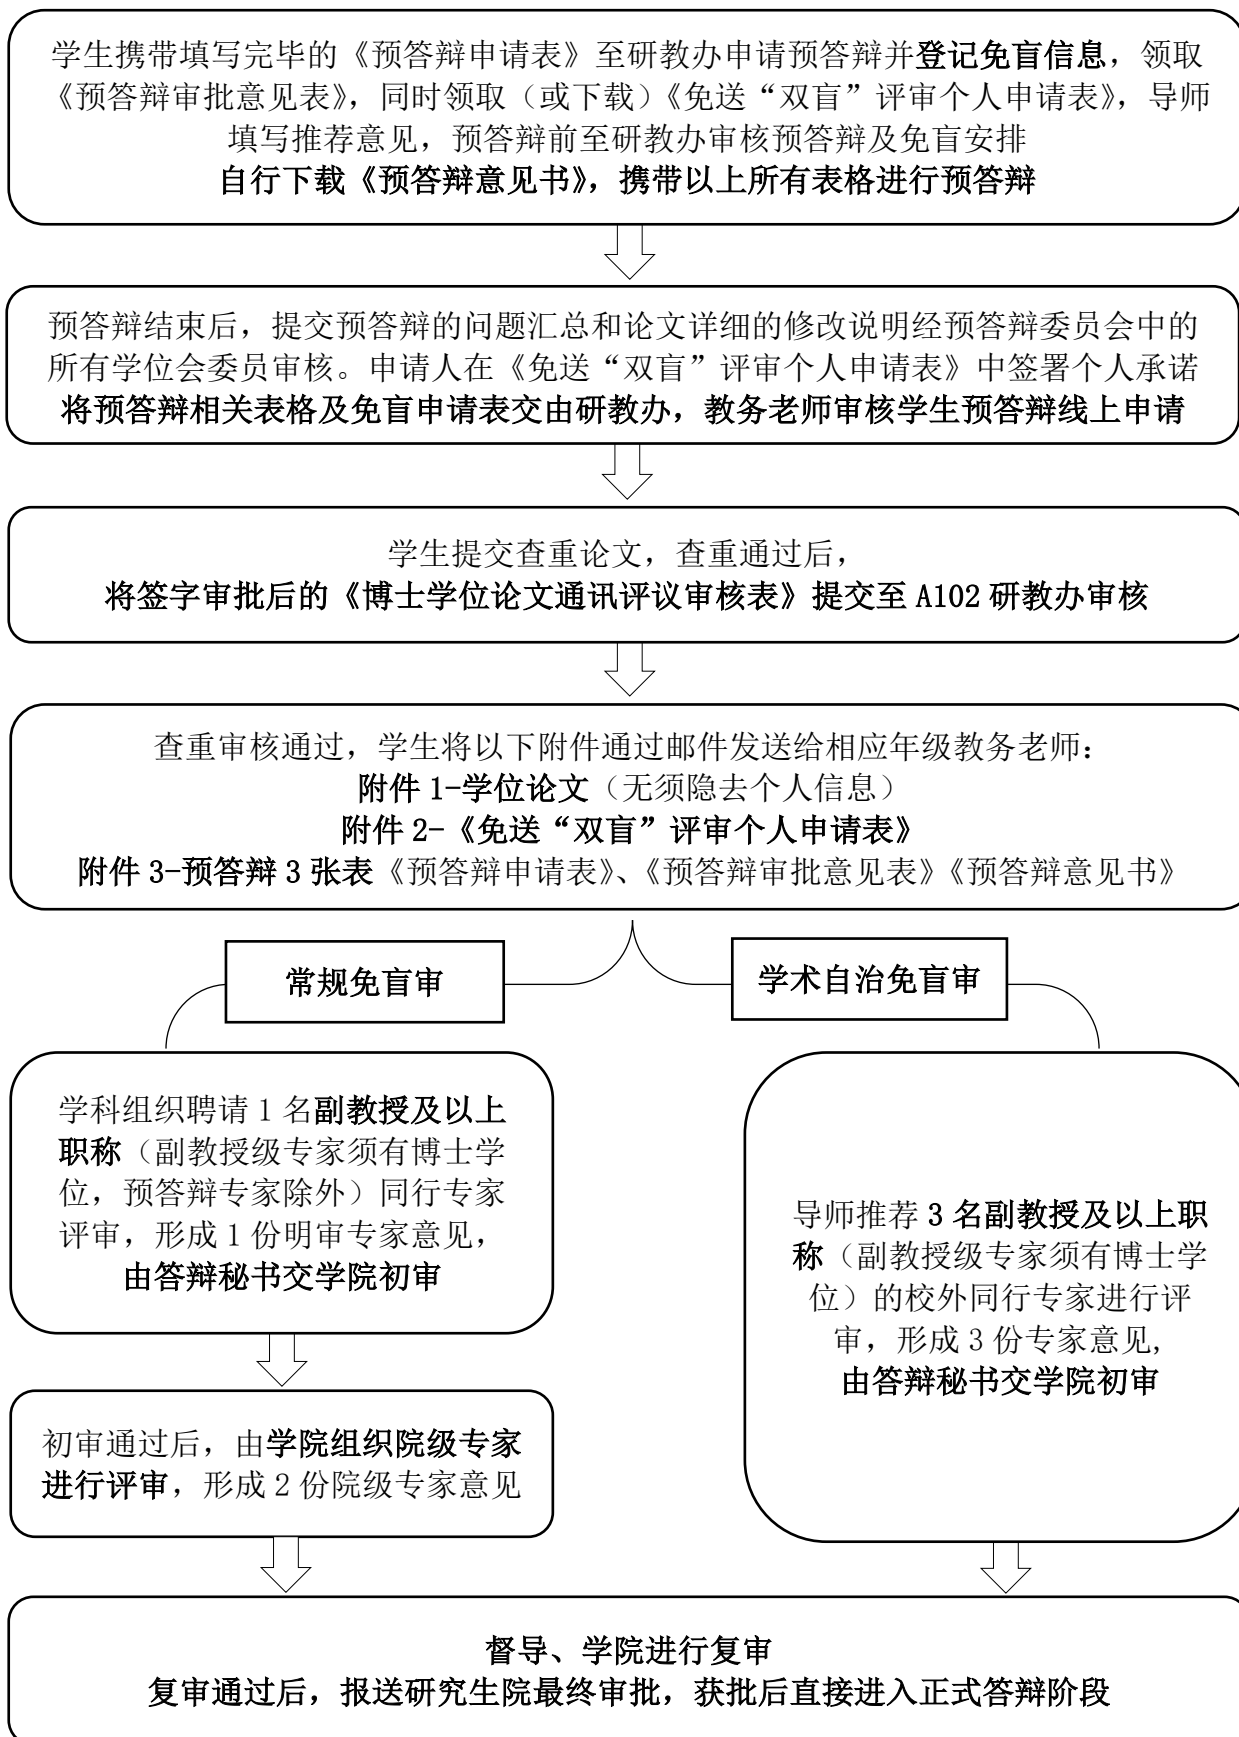 学生携带填写完毕的《预答辩申请表》至研教办申请预答辩并登记免盲信息，领取
《预答辩审批意见表》，同时领取（或下载）《免送“双盲”评审个人申请表》，导师
填写推荐意见，预答辩前至研教办审核预答辩及免盲安排
自行下载《预答辩意见书》，携带以上所有表格进行预答辩
预答辩结束后，提交预答辩的问题汇总和论文详细的修改说明经预答辩委员会中的
所有学位会委员审核。申请人在《免送“双盲”评审个人申请表》中签署个人承诺
将预答辩相关表格及免盲申请表交由研教办，教务老师审核学生预答辩线上申请
学生提交查重论文，查重通过后，
将签字审批后的《博士学位论文通讯评议审核表》提交至 A102 研教办审核
查重审核通过，学生将以下附件通过邮件发送给相应年级教务老师：
附件 1-学位论文（无须隐去个人信息）
附件 2-《免送“双盲”评审个人申请表》
附件 3-预答辩 3 张表《预答辩申请表》、《预答辩审批意见表》《预答辩意见书》
常规免盲审
学科组织聘请 1 名副教授及以上
职称（副教授级专家须有博士学
位，预答辩专家除外）同行专家
评审，形成 1 份明审专家意见，
由答辩秘书交学院初审
初审通过后，由学院组织院级专家
进行评审，形成 2 份院级专家意见
学术自治免盲审
导师推荐 3 名副教授及以上职
称（副教授级专家须有博士学
位）的校外同行专家进行评
审，形成 3 份专家意见，
由答辩秘书交学院初审
督导、学院进行复审
复审通过后，报送研究生院最终审批，获批后直接进入正式答辩阶段